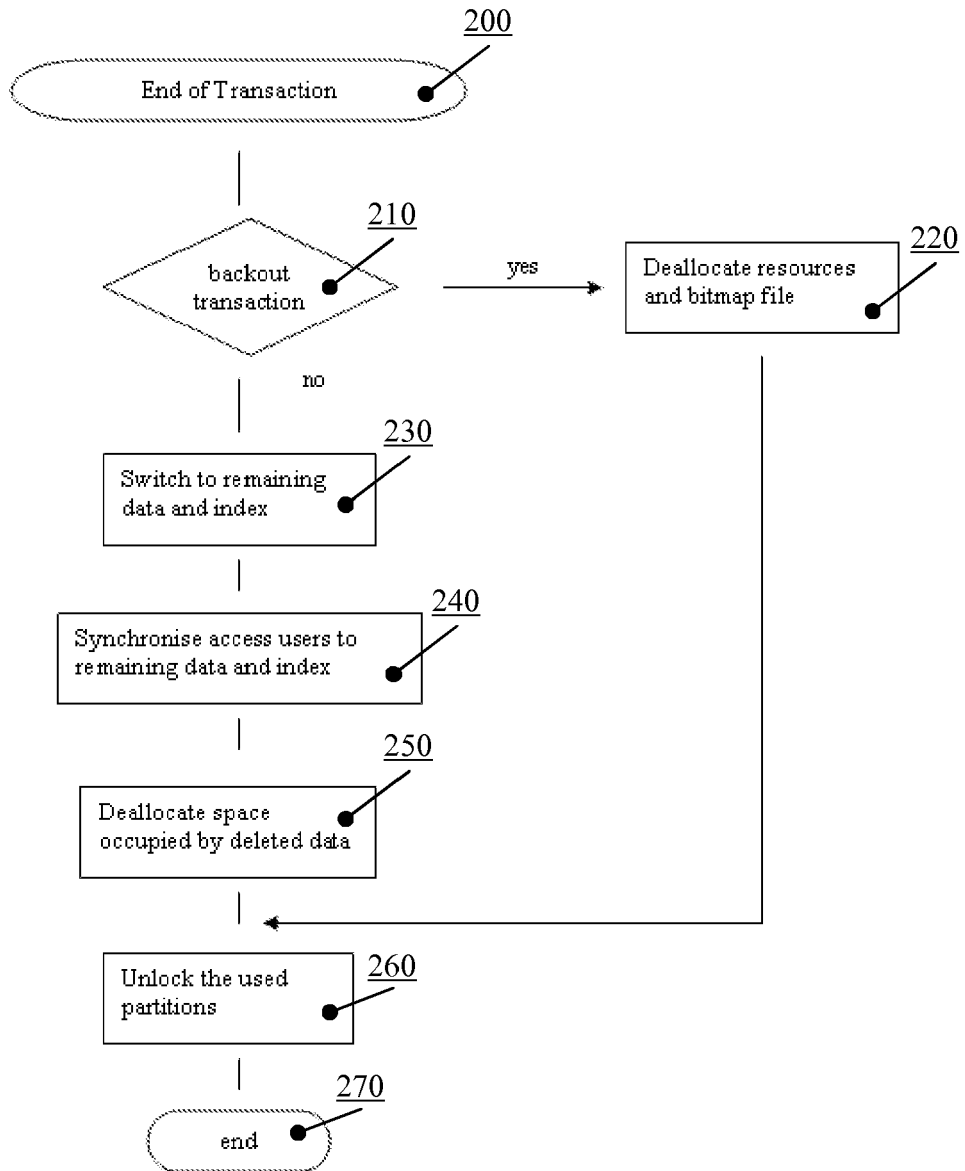 200
End of Transaction
210
backout
transaction
yes
220
Deallocate resources
and bitmap file
no
230
Switch to remaining
data and index
240
Synchronise access users to
remaining data and index
250
Deallocate space
occupied by deleted data
260
Unlock the used
partitions
270
end